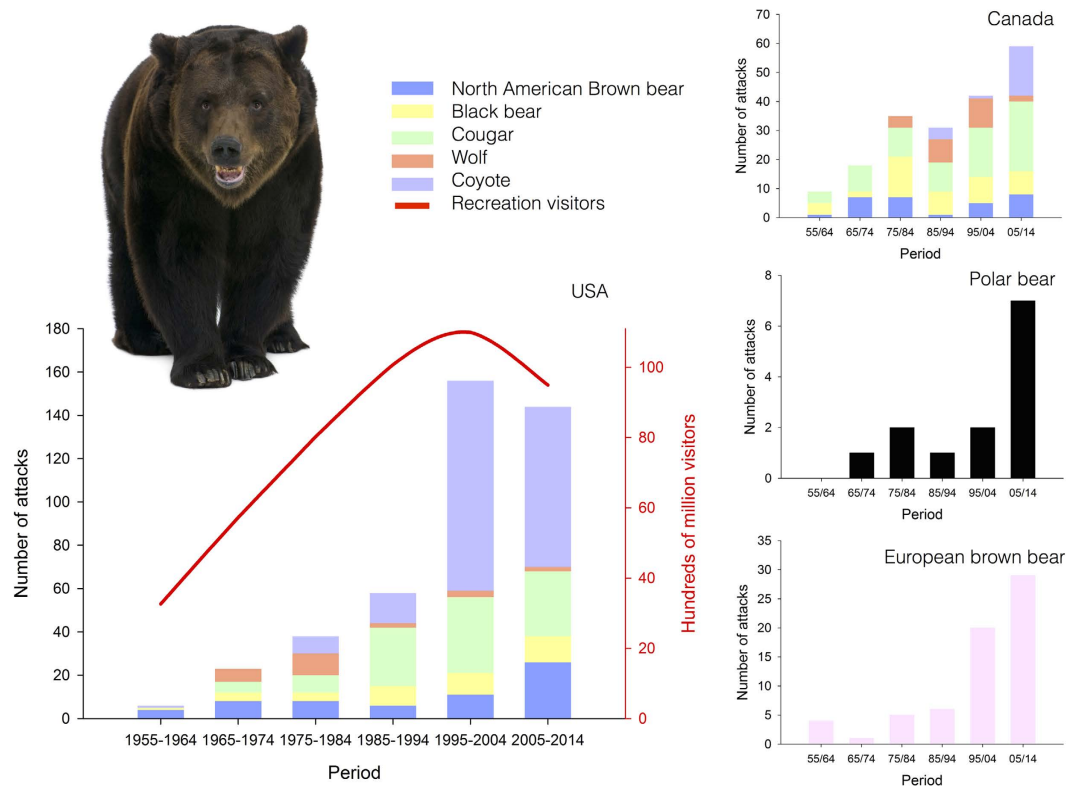 North American Brown bear
Black bear
Cougar
Wolf
Coyote
Recreation visitors
USA
Number of attacks
180
160
140
120
100
80
60
40
20
0
Hundreds of million visitors
100
80
60
40
20
0
1955-1964 1965-1974 1975-1984 1985-1994 1995-2004 2005-2014
Period
Canada
Number of attacks
70
60
50
40
30
20
10
0
55/64 65/74 75/84 85/94 95/04 05/14
Period
Polar bear
Number of attacks
8
6
4
2
0
55/64 65/74 75/84 85/94 95/04 05/14
Period
European brown bear
Number of attacks
35
30
25
20
15
10
5
0
55/64 65/74 75/84 85/94 95/04 05/14
Period